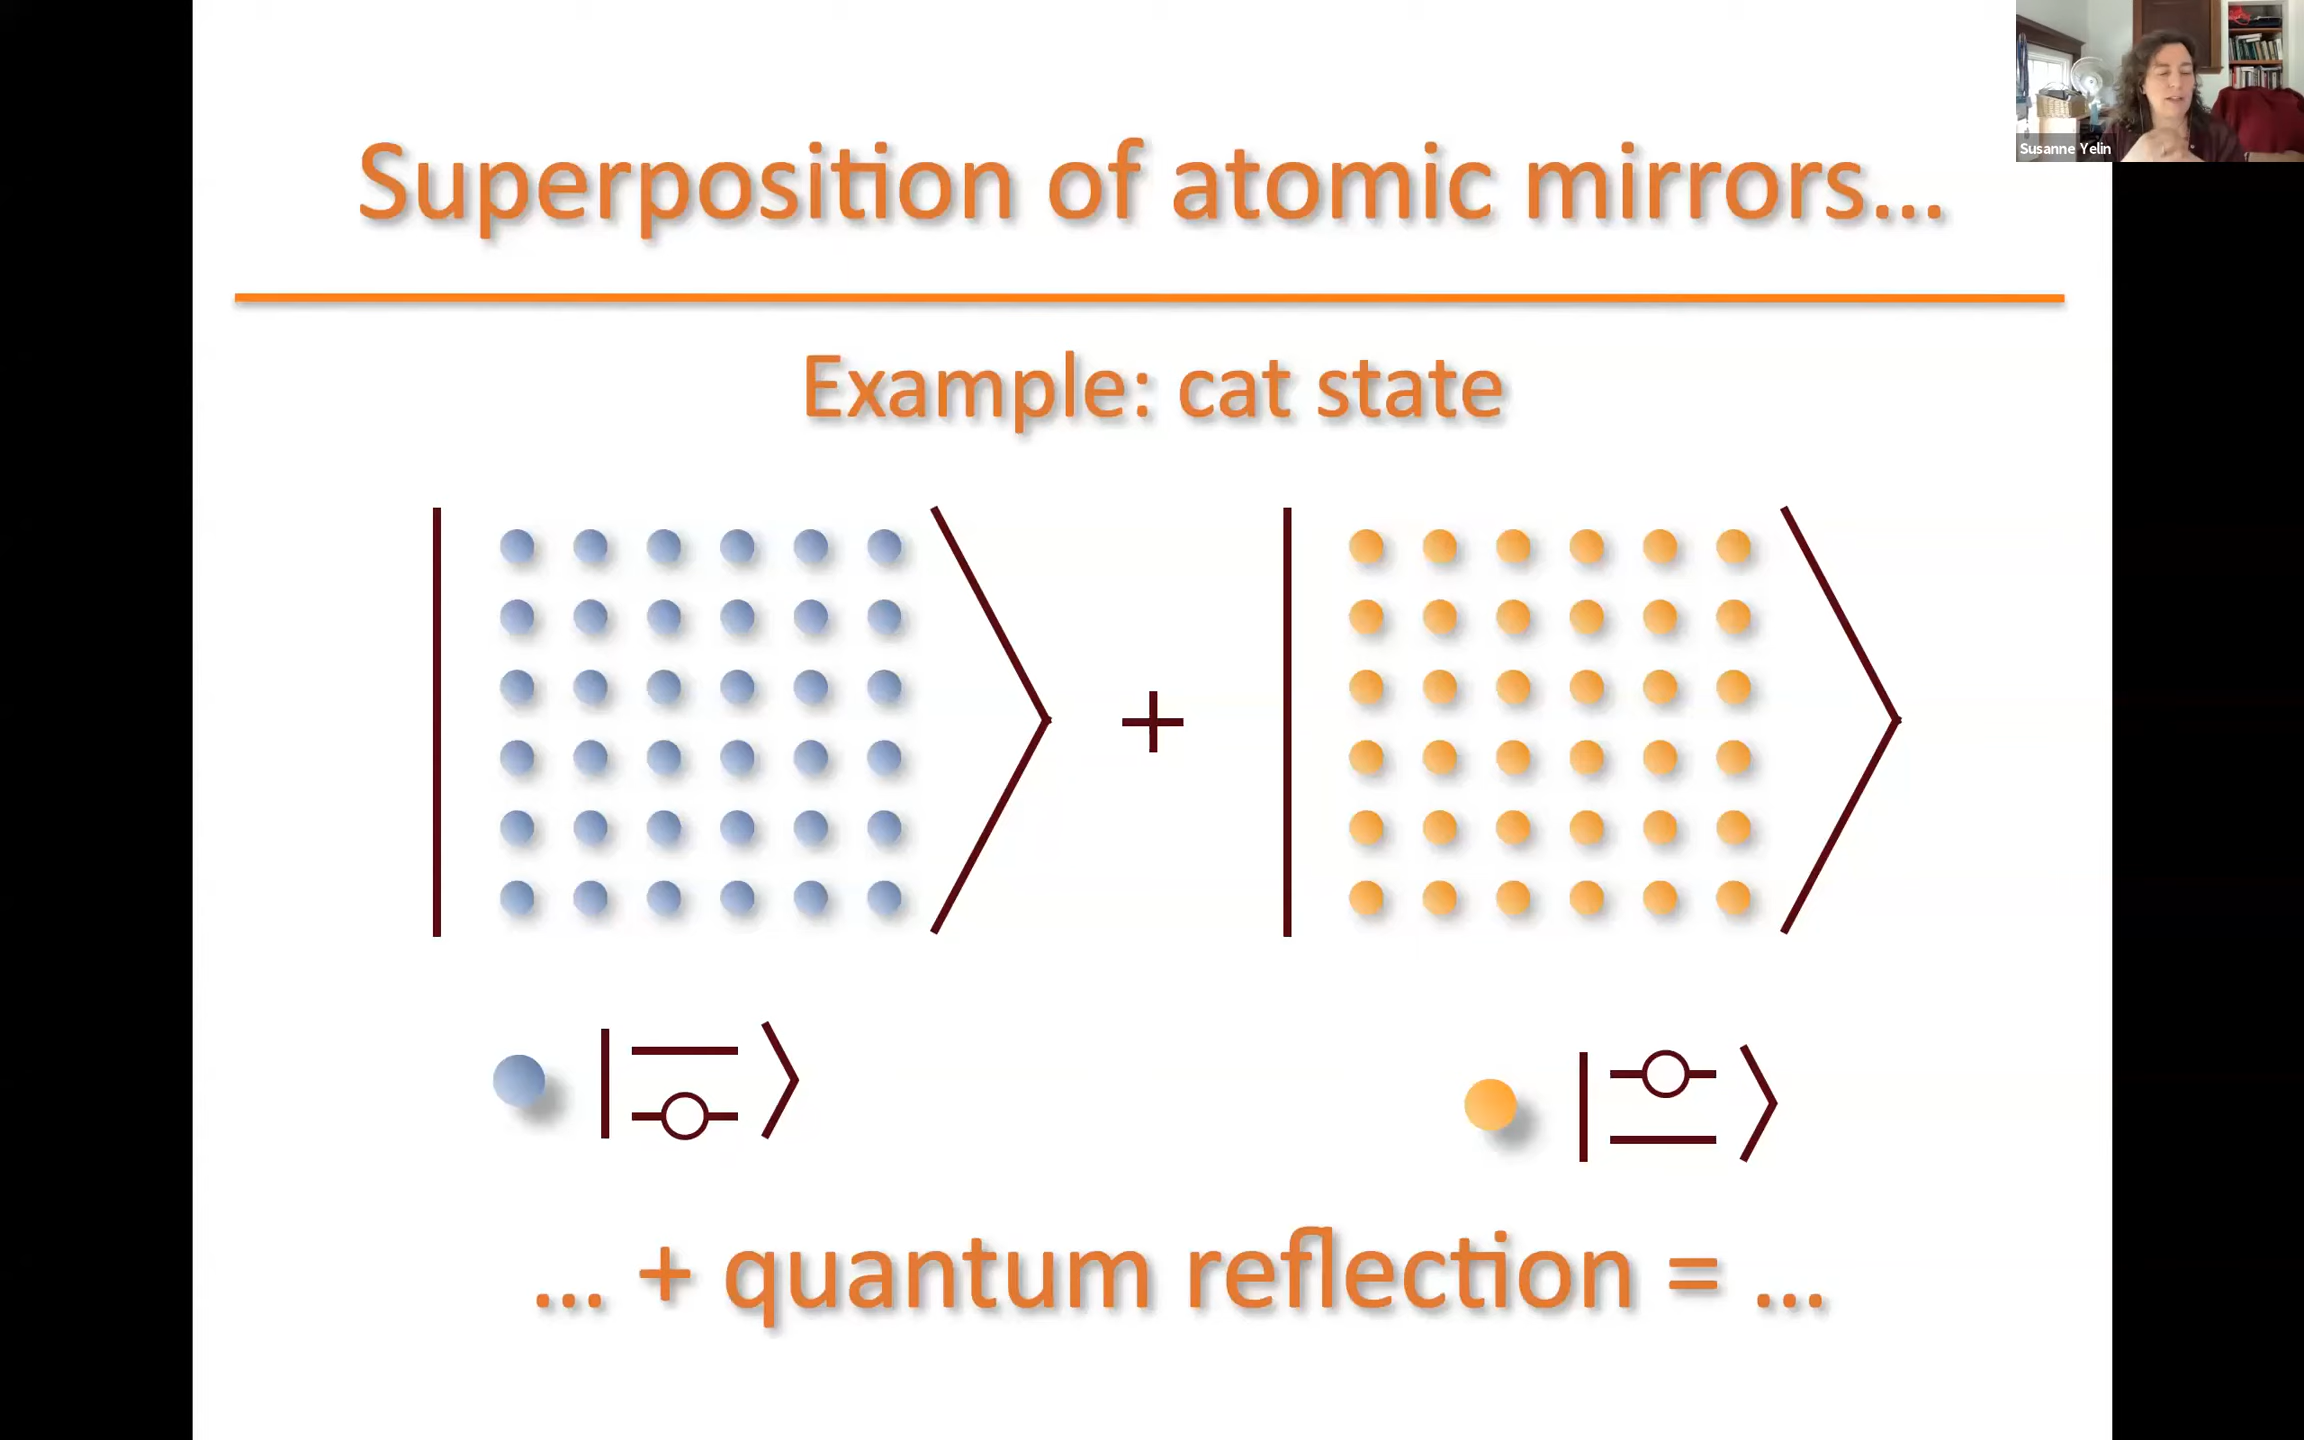 Susanne Yelin
Superposition of atomic mirrors...
Example: cat state
+
... + quantum reflection = ...